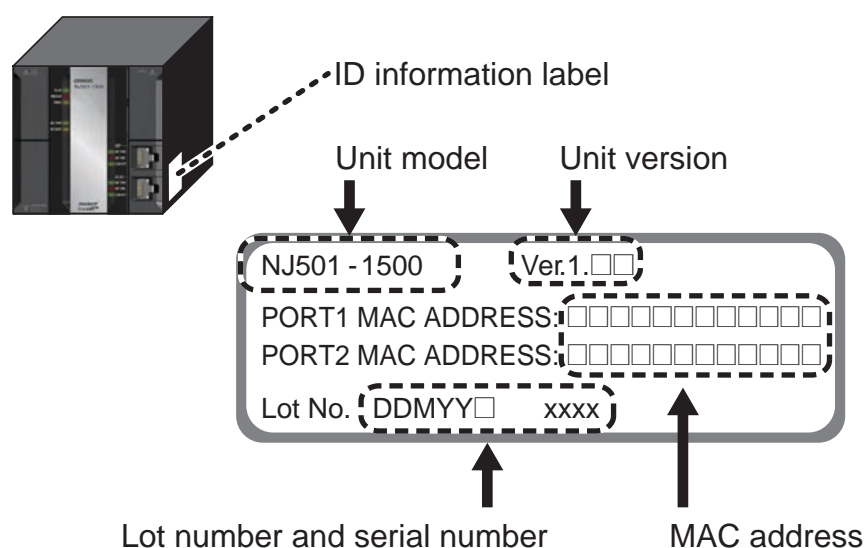 ID information label
Unit model
Unit version
NJ501 - 1500 Ver.1.□□
PORT1 MAC ADDRESS: □□□□□□□□□□□□
PORT2 MAC ADDRESS: □□□□□□□□□□□□
Lot No. DDMYY□ xxxx
Lot number and serial number
MAC address